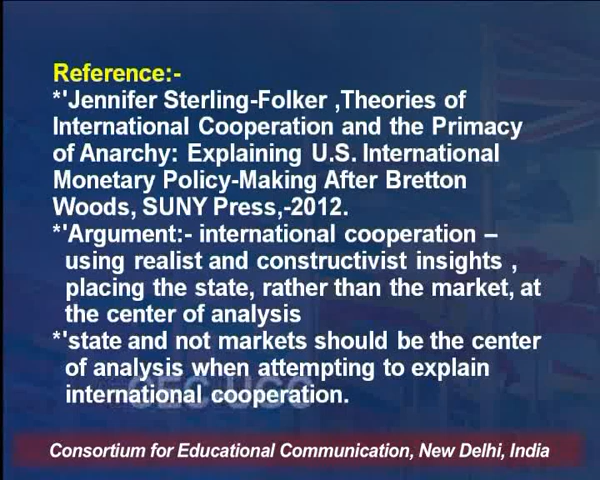 Reference:-
*'Jennifer Sterling-Folker ,Theories of
International Cooperation and the Primacy
of Anarchy: Explaining U.S. International
Monetary Policy-Making After Bretton
Woods, SUNY Press,-2012.
*'Argument:- international cooperation –
using realist and constructivist insights ,
placing the state, rather than the market, at
the center of analysis
*'state and not markets should be the center
of analysis when attempting to explain
international cooperation.
CEC UGC
Consortium for Educational Communication, New Delhi, India